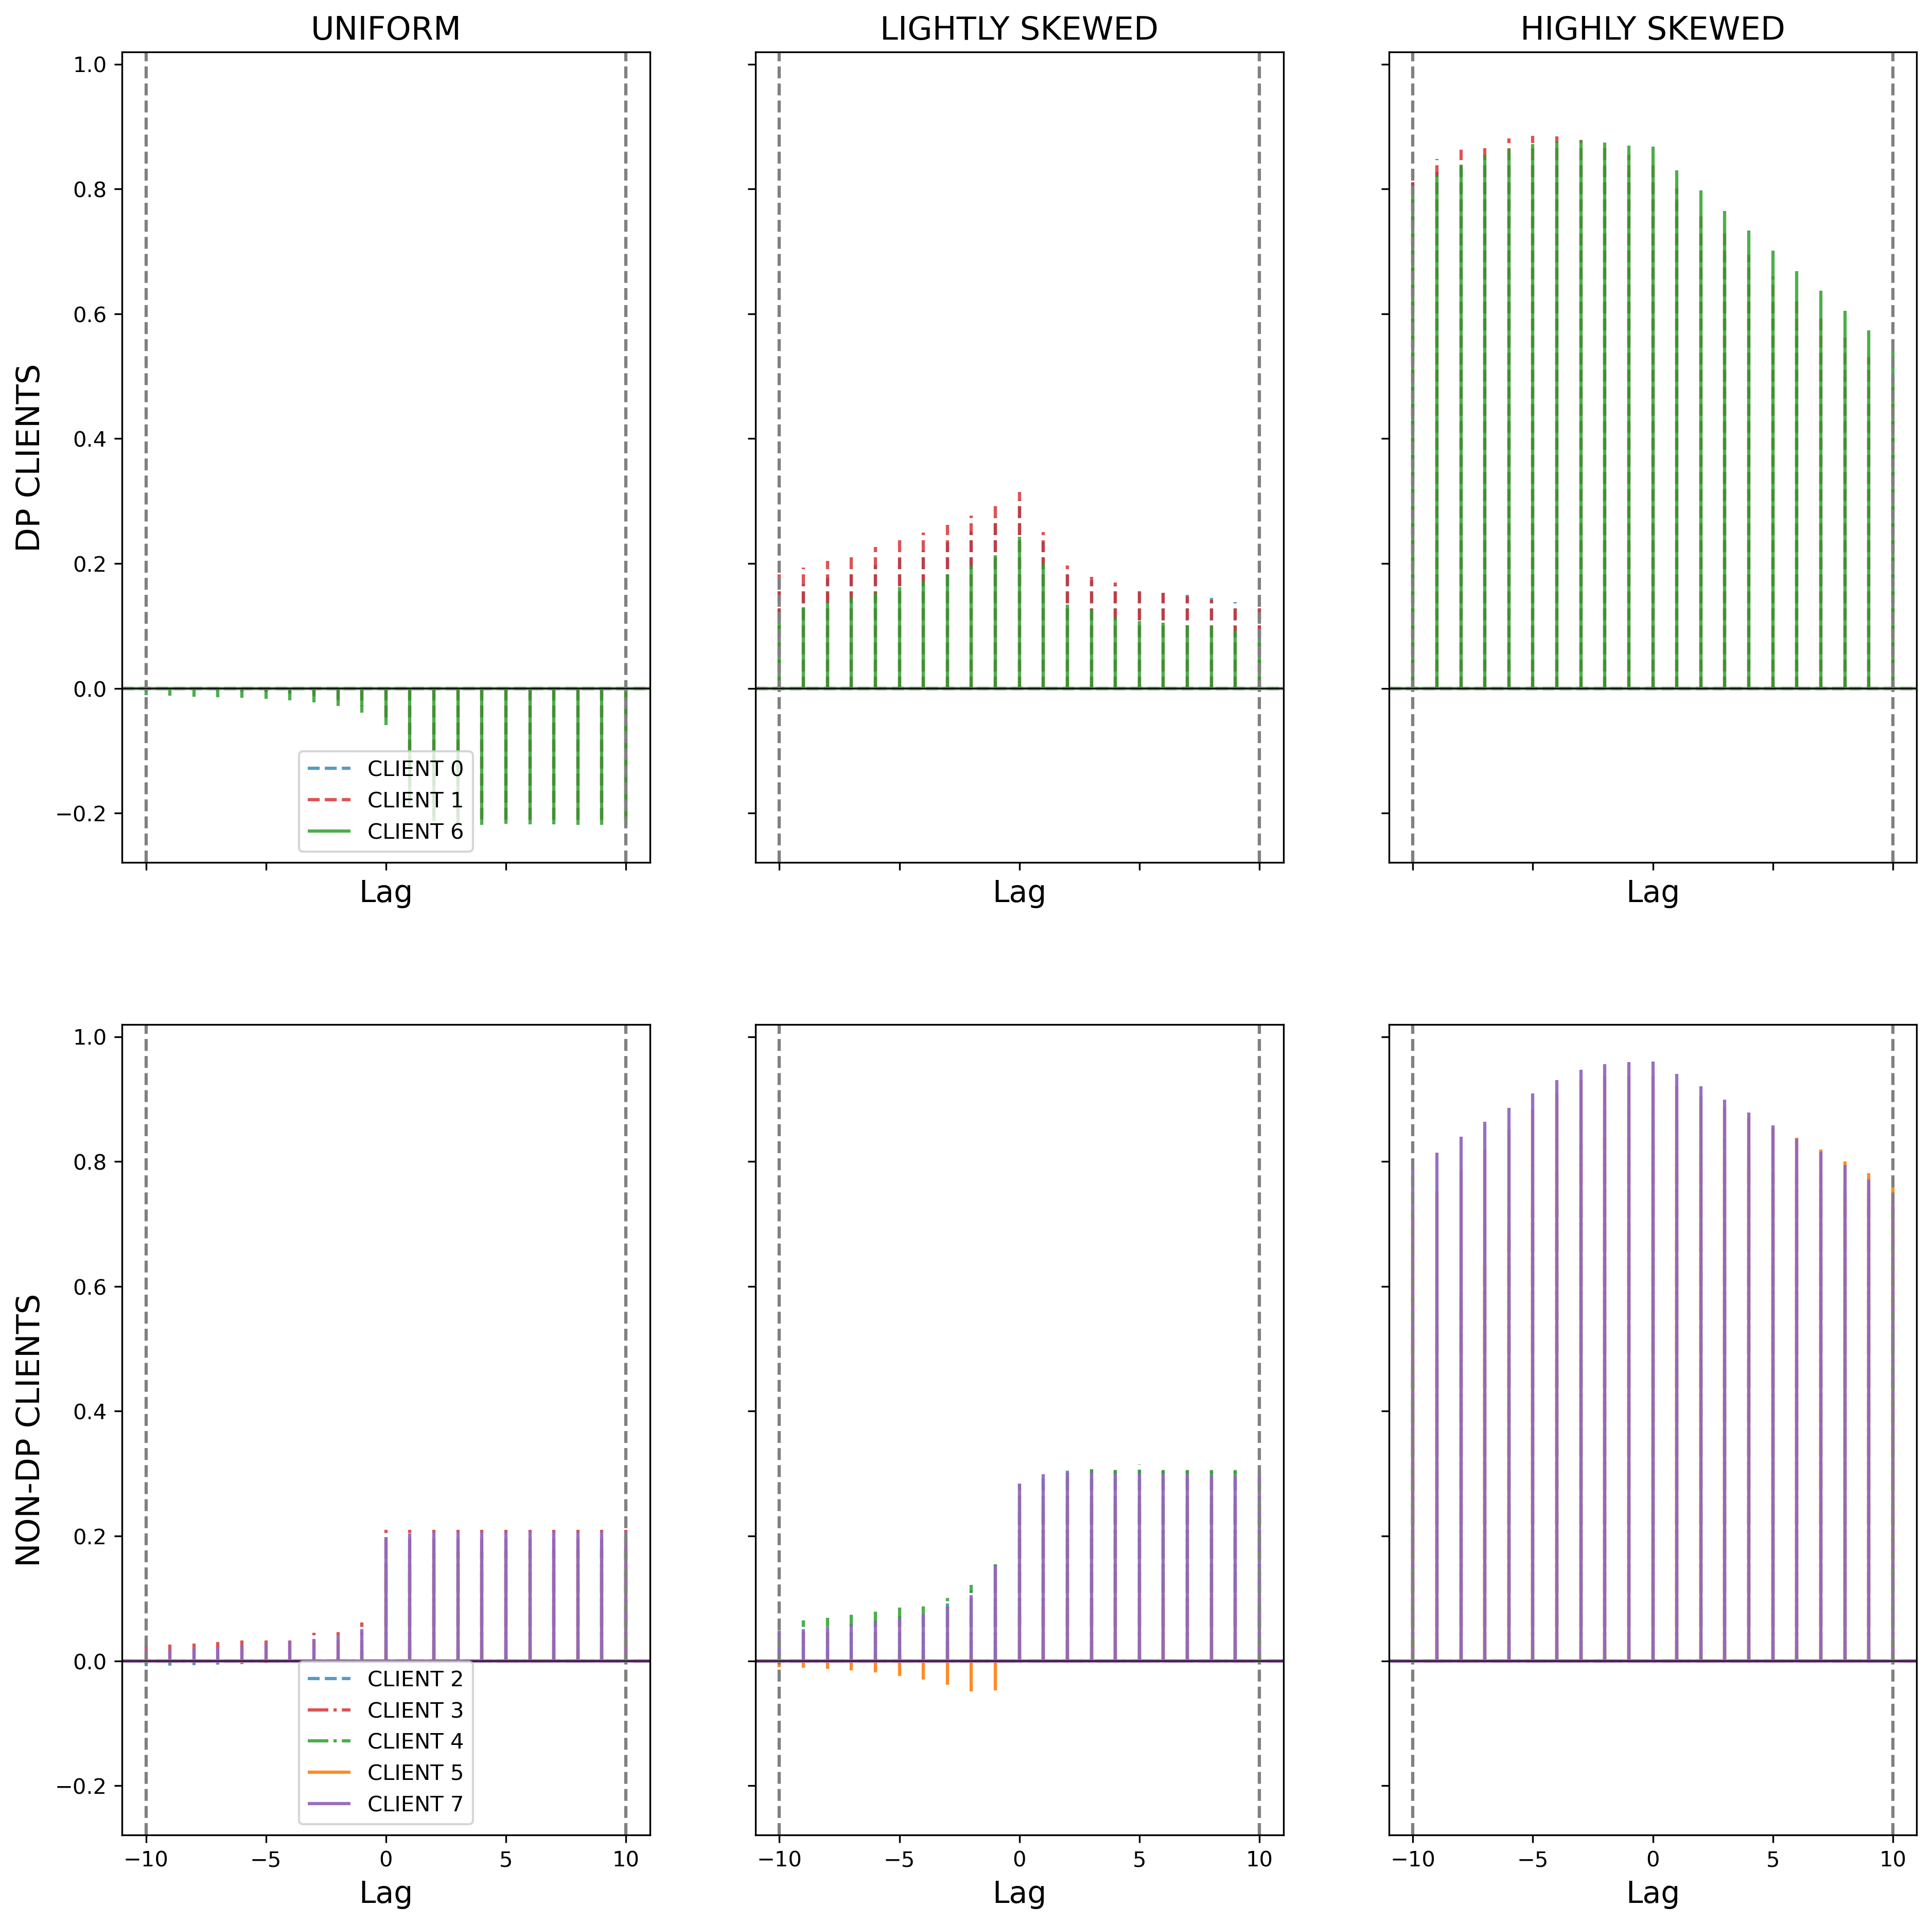 UNIFORM
LIGHTLY SKEWED
HIGHLY SKEWED
DP CLIENTS
1.0
0.8
0.6
0.4
0.2
0.0
−0.2
CLIENT 0
CLIENT 1
CLIENT 6
Lag
Lag
Lag
NON-DP CLIENTS
1.0
0.8
0.6
0.4
0.2
0.0
−0.2
CLIENT 2
CLIENT 3
CLIENT 4
CLIENT 5
CLIENT 7
−10 −5 0 5 10
−10 −5 0 5 10
−10 −5 0 5 10
Lag
Lag
Lag